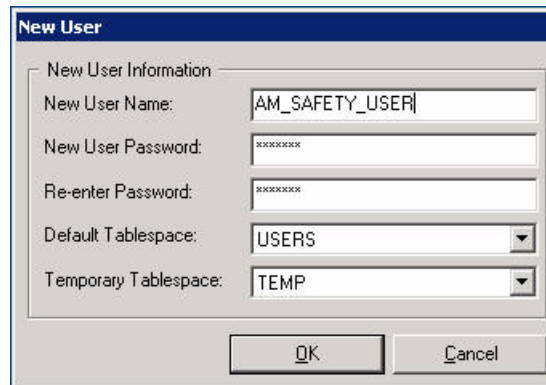 New User
New User Information
New User Name: AM_SAFETY_USER
New User Password: *******
Re-enter Password: *******
Default Tablespace: USERS
Temporary Tablespace: TEMP
OK Cancel